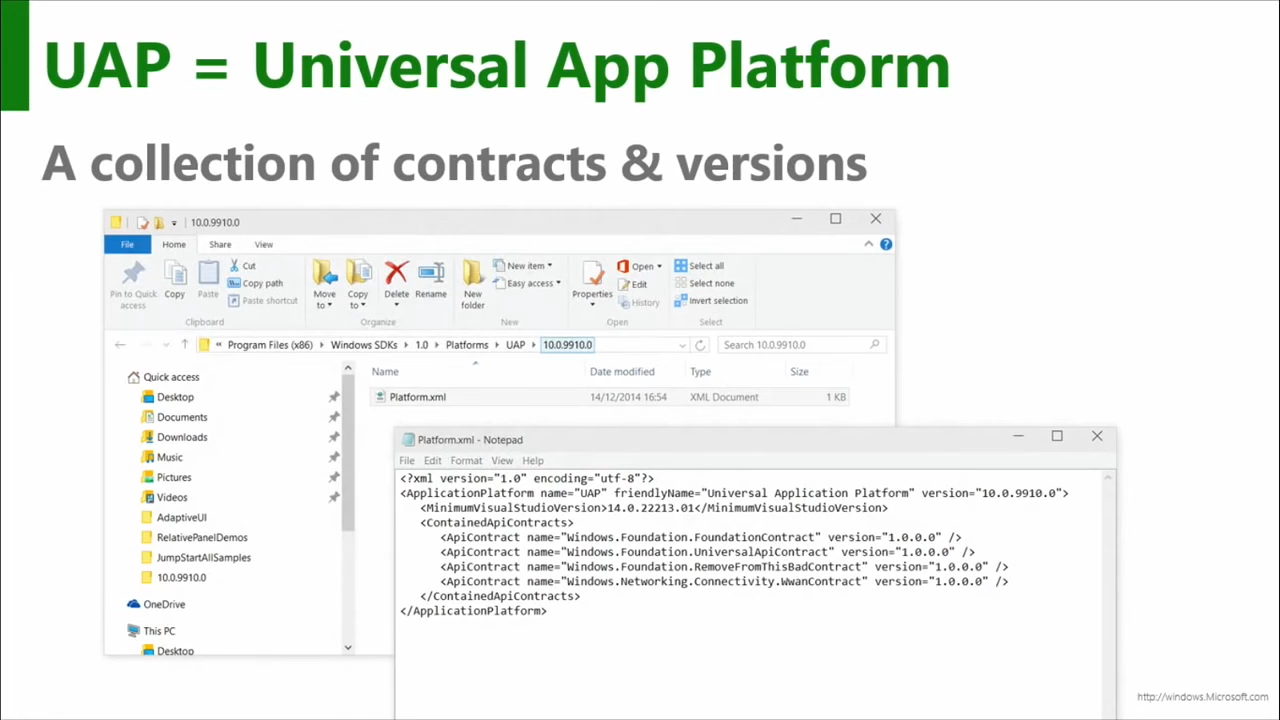 UAP = Universal App Platform
A collection of contracts & versions
10.0.9910.0
File Home Share View
Pin to Quick access
Copy
Paste
Cut
Copy path
Paste shortcut
Clipboard
Move to
Copy to
Delete
Rename
Organize
New folder
New item
Easy access
New
Properties
Open
Edit
History
Open
Select all
Select none
Invert selection
Select
« Program Files (x86) Windows SDKs 1.0 Platforms UAP 10.0.9910.0
Search 10.0.9910.0
Name Date modified Type Size
Platform.xml 14/12/2014 16:54 XML Document 1 KB
Quick access
Desktop
Documents
Downloads
Music
Pictures
Videos
AdaptiveUI
RelativePanelDemos
JumpStartAllSamples
10.0.9910.0
OneDrive
This PC
Desktop
Platform.xml - Notepad
File Edit Format View Help
<?xml version="1.0" encoding="utf-8"?>
<ApplicationPlatform name="UAP" friendlyName="Universal Application Platform" version="10.0.9910.0">
<MinimumVisualStudioVersion>14.0.22213.01</MinimumVisualStudioVersion>
<ContainedApiContracts>
<ApiContract name="Windows.Foundation.FoundationContract" version="1.0.0.0" />
<ApiContract name="Windows.Foundation.UniversalApiContract" version="1.0.0.0" />
<ApiContract name="Windows.Foundation.RemoveFromThisBadContract" version="1.0.0.0" />
<ApiContract name="Windows.Networking.Connectivity.WwanContract" version="1.0.0.0" />
</ContainedApiContracts>
</ApplicationPlatform>
http://windows.Microsoft.com